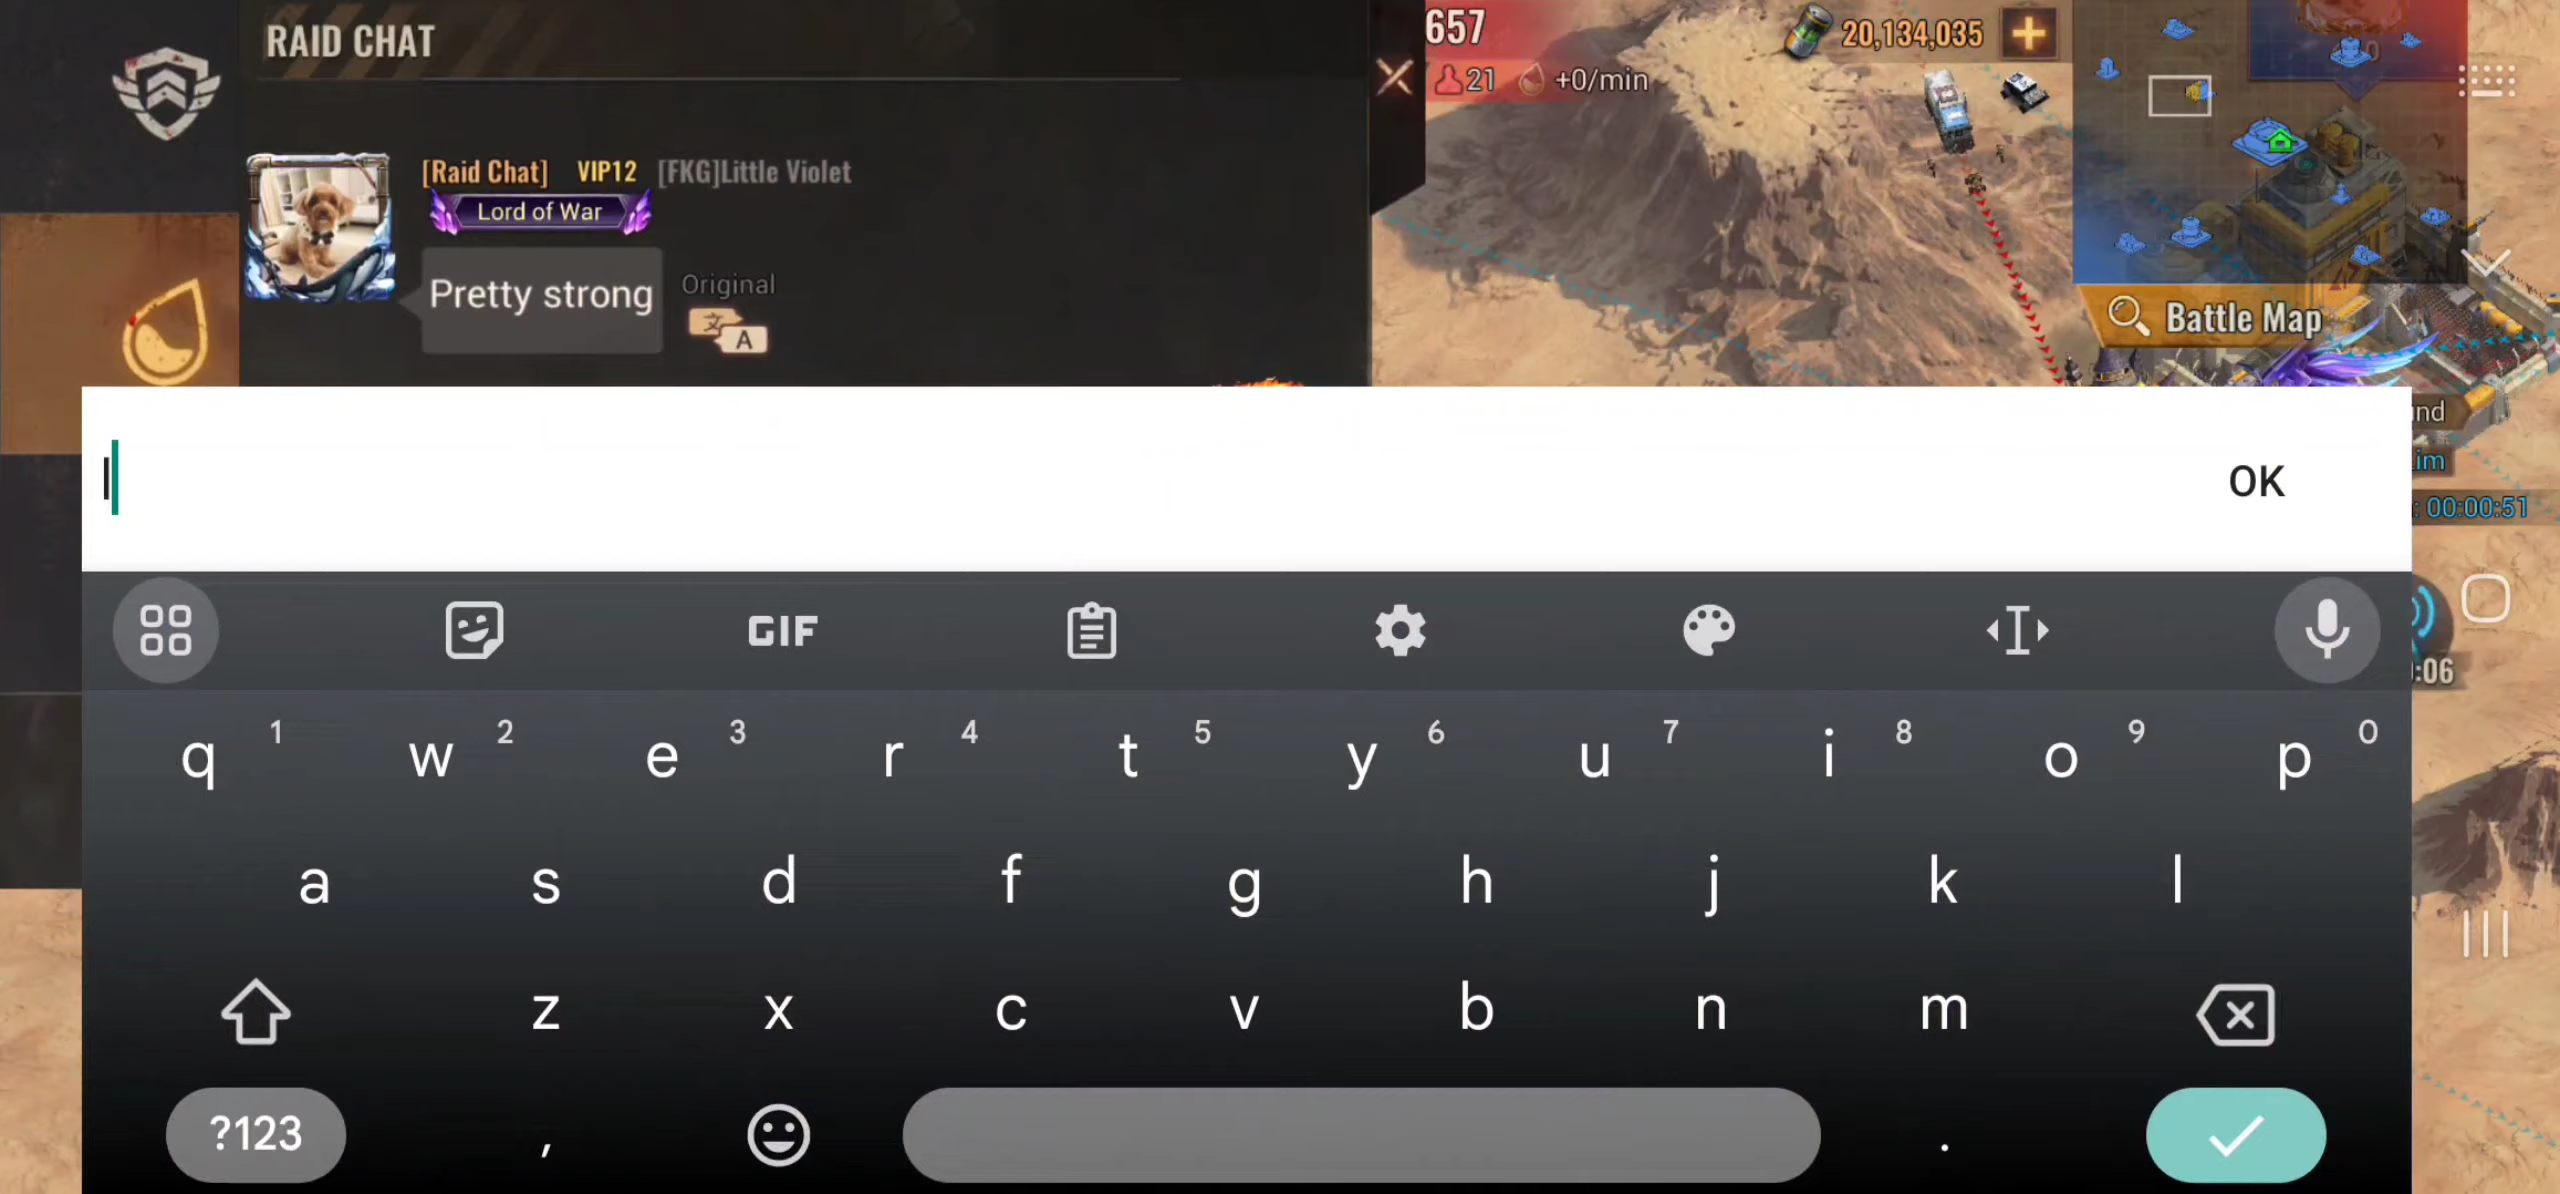 RAID CHAT
657
20,134,035
21
+0/min
[Raid Chat] VIP12 [FKG]Little Violet
Lord of War
Pretty strong
Original
文 A
Battle Map
I
OK
00:00:51
:06
GIF
q 1 w 2 e 3 r 4 t 5 y 6 u 7 i 8 o 9 p 0
a s d f g h j k l
z x c v b n m
?123 , .